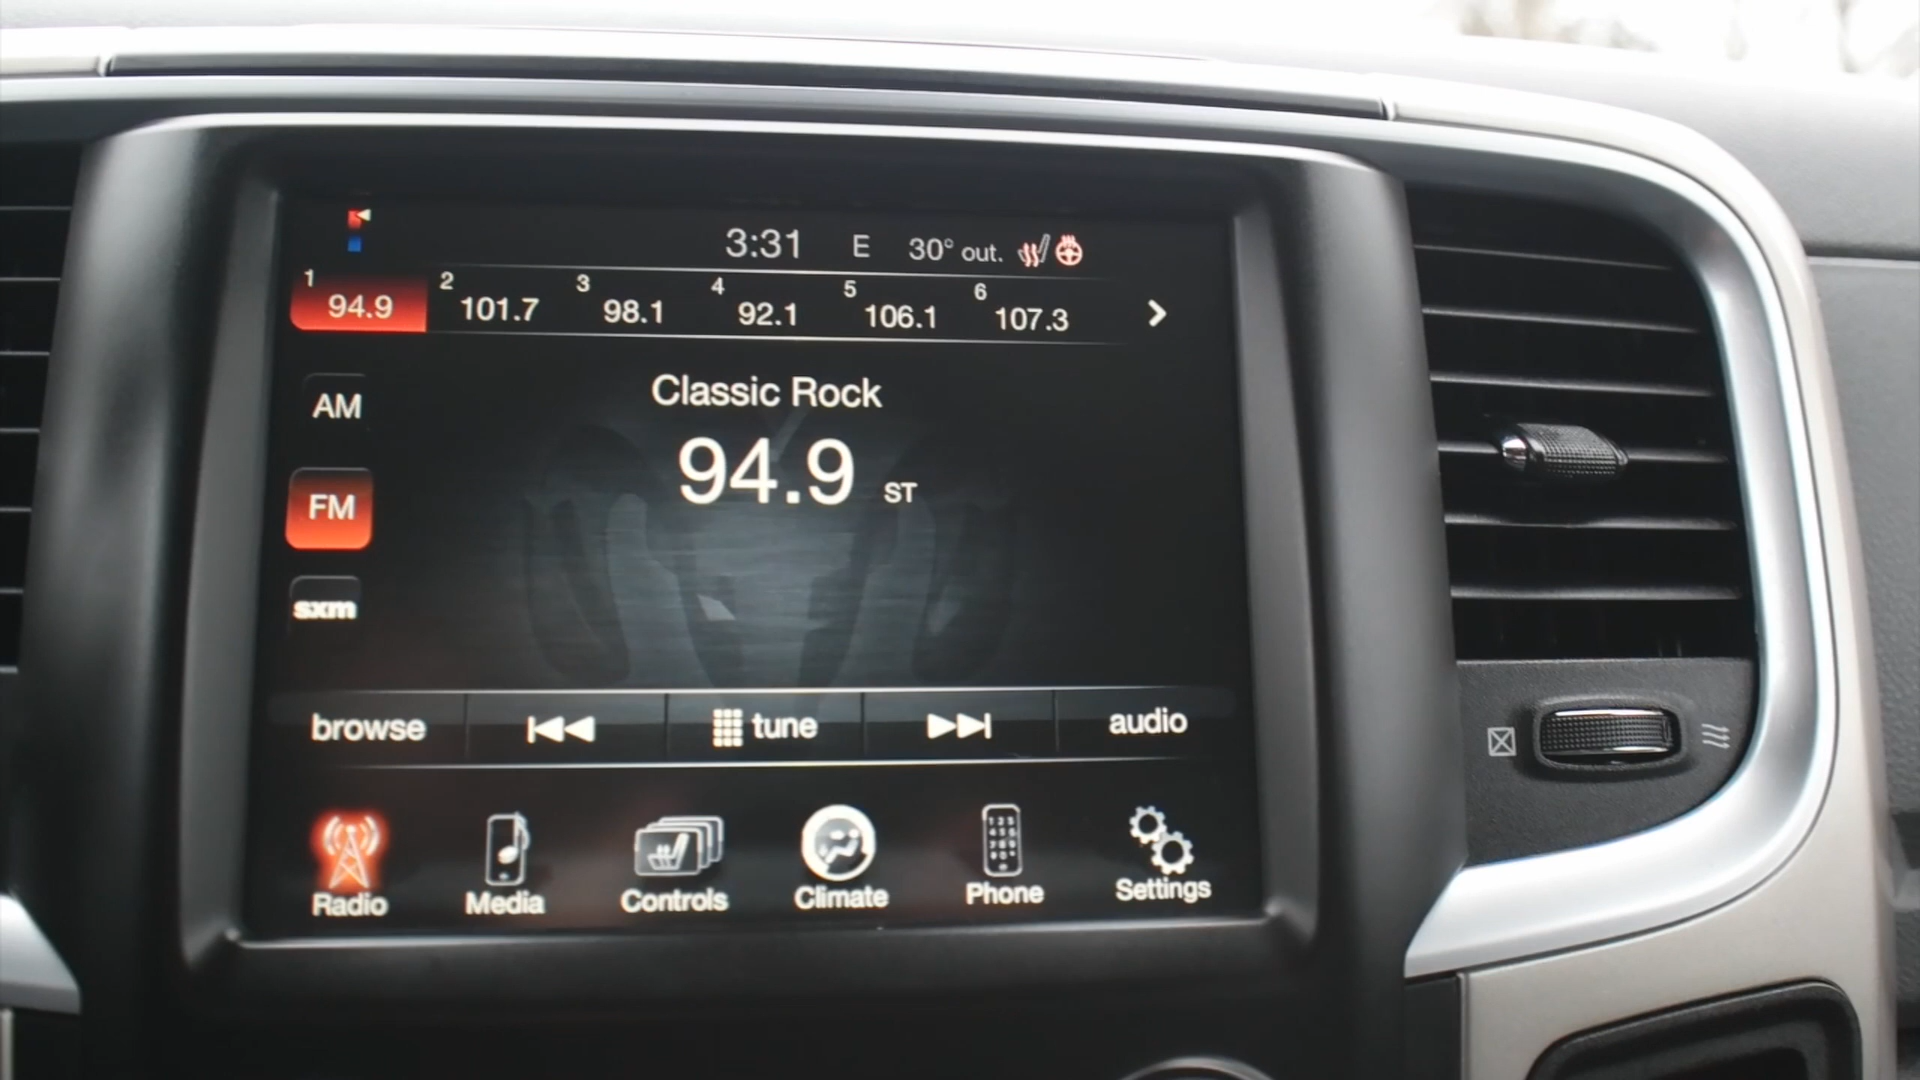 3:31 E 30° out.
1 2 3 4 5 6
94.9 101.7 98.1 92.1 106.1 107.3
AM
Classic Rock
94.9 ST
FM
sxm
browse tune audio
Radio Media Controls Climate Phone Settings